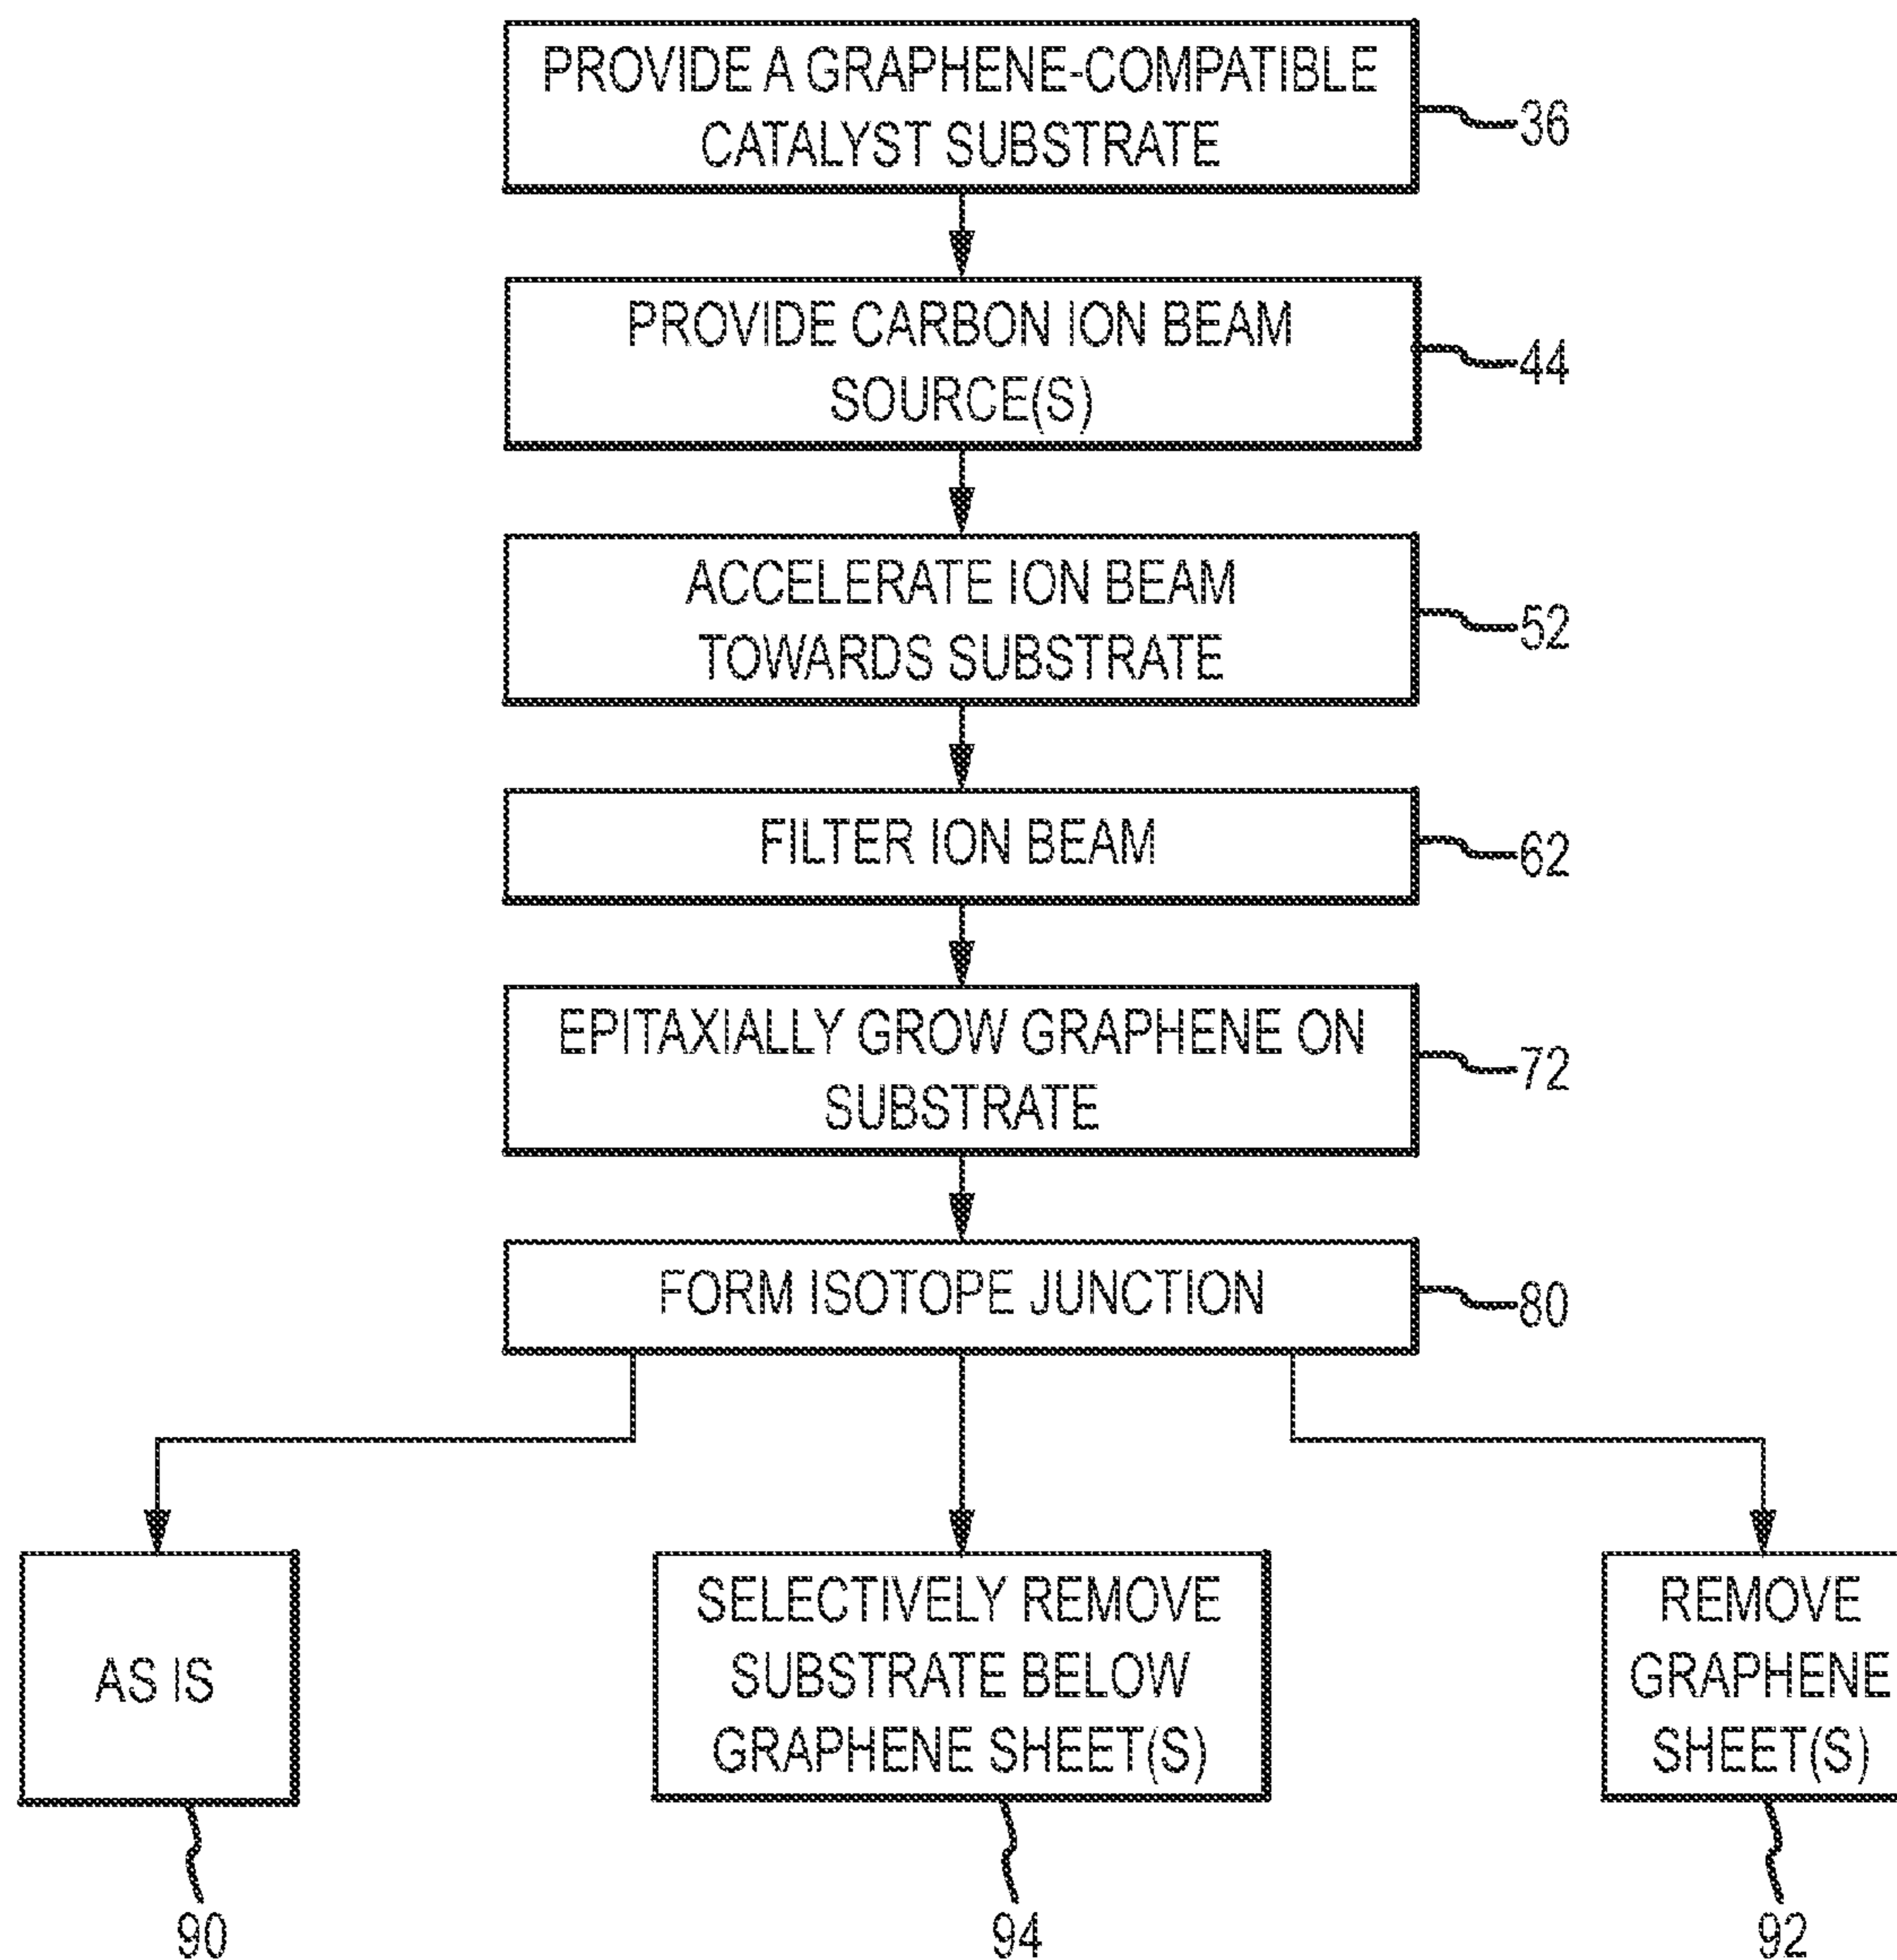 PROVIDE A GRAPHENE-COMPATIBLE
CATALYST SUBSTRATE
36
PROVIDE CARBON ION BEAM
SOURCE(S)
44
ACCELERATE ION BEAM
TOWARDS SUBSTRATE
52
FILTER ION BEAM
62
EPITAXIALLY GROW GRAPHENE ON
SUBSTRATE
72
FORM ISOTOPE JUNCTION
80
AS IS
90
SELECTIVELY REMOVE
SUBSTRATE BELOW
GRAPHENE SHEET(S)
94
REMOVE
GRAPHENE
SHEET(S)
92